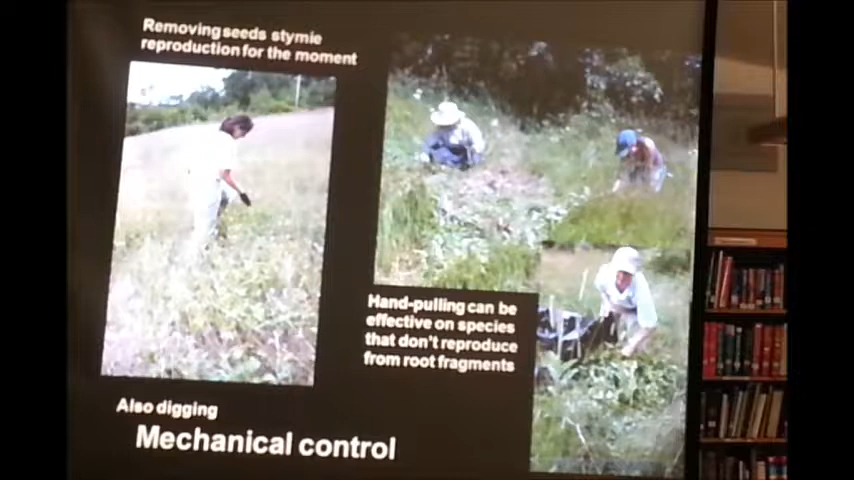 Removing seeds stymie
reproduction for the moment
Hand-pulling can be
effective on species
that don't reproduce
from root fragments
Also digging
Mechanical control